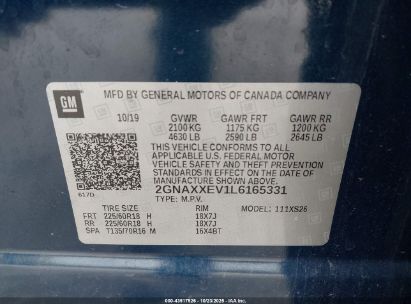 GM
MFD BY GENERAL MOTORS OF CANADA COMPANY
10/19 GVWR GAWR FRT GAWR RR
2100 KG 1175 KG 1200 KG
4630 LB 2590 LB 2645 LB
THIS VEHICLE CONFORMS TO ALL
APPLICABLE U.S. FEDERAL MOTOR
VEHICLE SAFETY, BUMPER, AND THEFT
PREVENTION STANDARDS IN EFFECT ON
THE DATE OF MANUFACTURE SHOWN ABOVE.
617D 2GNAXXEV1L6165331
TYPE: M.P.V.
TIRE SIZE RIM MODEL: 111XS26
FRT 225/60R18 H 18X7J
RR 225/60R18 H 18X7J
SPA T135/70R16 M 16X4BT